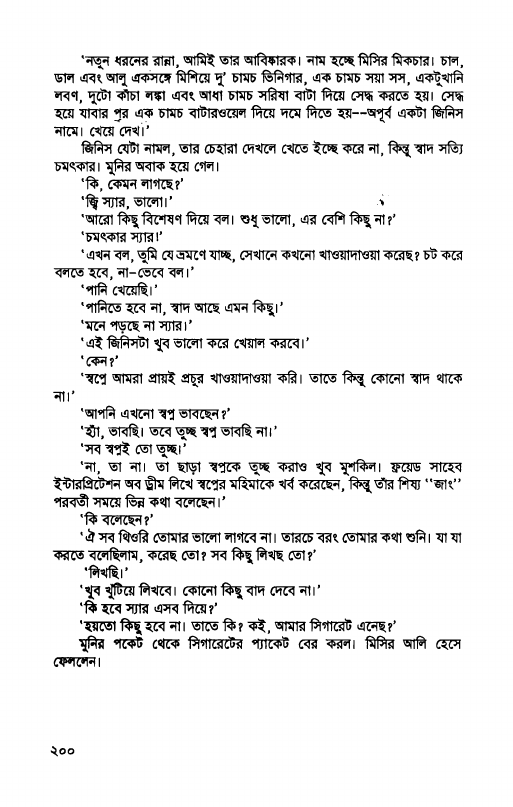 ‘নতুন ধরনের রান্না, আমিই তার আবিষ্কারক। নাম হচ্ছে মিসির মিকচার। চাল,
ডাল এবং আলু একসঙ্গে মিশিয়ে দু’ চামচ ভিনিগার, এক চামচ সয়া সস, একটুখানি
লবণ, দুটো কাঁচা লঙ্কা এবং আধা চামচ সরিষা বাটা দিয়ে সেদ্ধ করতে হয়। সেদ্ধ
হয়ে যাবার পর এক চামচ বাটারওয়েল দিয়ে দমে দিতে হয়--অপূর্ব একটা জিনিস
নামে। খেয়ে দেখ।’
জিনিস যেটা নামল, তার চেহারা দেখলে খেতে ইচ্ছে করে না, কিন্তু স্বাদ সত্যি
চমৎকার। মুনির অবাক হয়ে গেল।
‘কি, কেমন লাগছে?’
‘জ্বি স্যার, ভালো।’
‘আরো কিছু বিশেষণ দিয়ে বল। শুধু ভালো, এর বেশি কিছু না?’
‘চমৎকার স্যার!’
‘এখন বল, তুমি যে ভ্রমণে যাচ্ছ, সেখানে কখনো খাওয়াদাওয়া করেছ? চট করে
বলতে হবে, না-ভেবে বল।’
‘পানি খেয়েছি।’
‘পানিতে হবে না, স্বাদ আছে এমন কিছু।’
‘মনে পড়ছে না স্যার।’
‘এই জিনিসটা খুব ভালো করে খেয়াল করবে।’
‘কেন?’
‘স্বপ্নে আমরা প্রায়ই প্রচুর খাওয়াদাওয়া করি। তাতে কিন্তু কোনো স্বাদ থাকে
না।’
‘আপনি এখনো স্বপ্ন ভাবছেন?’
‘হ্যাঁ, ভাবছি। তবে তুচ্ছ স্বপ্ন ভাবছি না।’
‘সব স্বপ্নই তো তুচ্ছ।’
‘না, তা না। তা ছাড়া স্বপ্নকে তুচ্ছ করাও খুব মুশকিল। ফ্রয়েড সাহেব
ইন্টারপ্রিটেশন অব ড্রীম লিখে স্বপ্নের মহিমাকে খর্ব করেছেন, কিন্তু তাঁর শিষ্য ‘‘জাং’’
পরবর্তী সময়ে ভিন্ন কথা বলেছেন।’
‘কি বলেছেন?’
‘ঐ সব থিওরি তোমার ভালো লাগবে না। তারচে বরং তোমার কথা শুনি। যা যা
করতে বলেছিলাম, করেছ তো? সব কিছু লিখছ তো?’
‘লিখছি।’
‘খুব খুঁটিয়ে লিখবে। কোনো কিছু বাদ দেবে না।’
‘কি হবে স্যার এসব দিয়ে?’
‘হয়তো কিছু হবে না। তাতে কি? কই, আমার সিগারেট এনেছ?’
মুনির পকেট থেকে সিগারেটের প্যাকেট বের করল। মিসির আলি হেসে
ফেললেন।
২০০